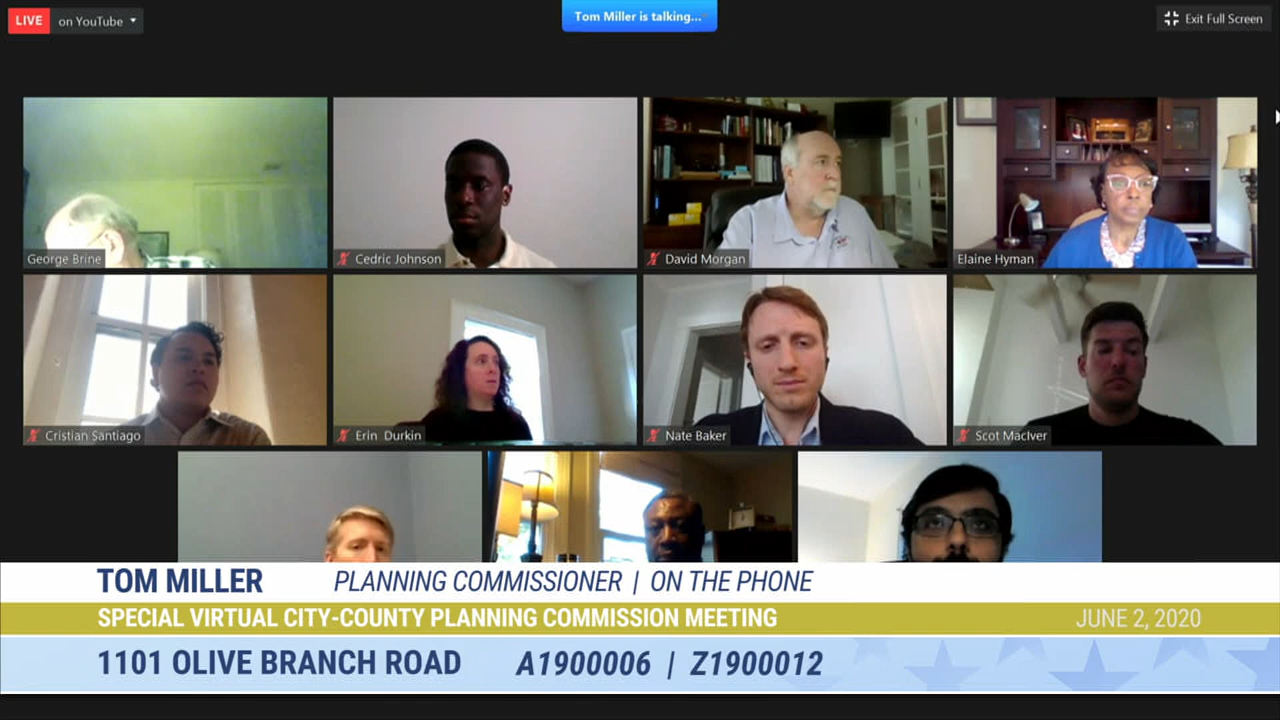 LIVE on YouTube
Tom Miller is talking...
Exit Full Screen
George Brine
Cedric Johnson
David Morgan
Elaine Hyman
Cristian Santiago
Erin Durkin
Nate Baker
Scot MacIver
TOM MILLER PLANNING COMMISSIONER | ON THE PHONE
SPECIAL VIRTUAL CITY-COUNTY PLANNING COMMISSION MEETING JUNE 2, 2020
1101 OLIVE BRANCH ROAD A1900006 | Z1900012